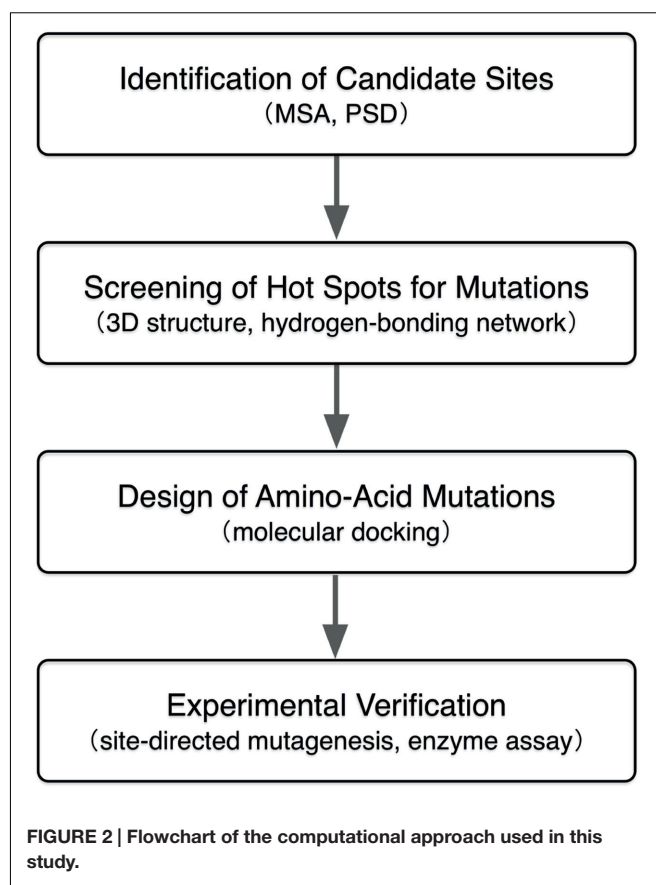 Identification of Candidate Sites
(MSA, PSD)
Screening of Hot Spots for Mutations
(3D structure, hydrogen-bonding network)
Design of Amino-Acid Mutations
(molecular docking)
Experimental Verification
(site-directed mutagenesis, enzyme assay)
FIGURE 2 | Flowchart of the computational approach used in this
study.